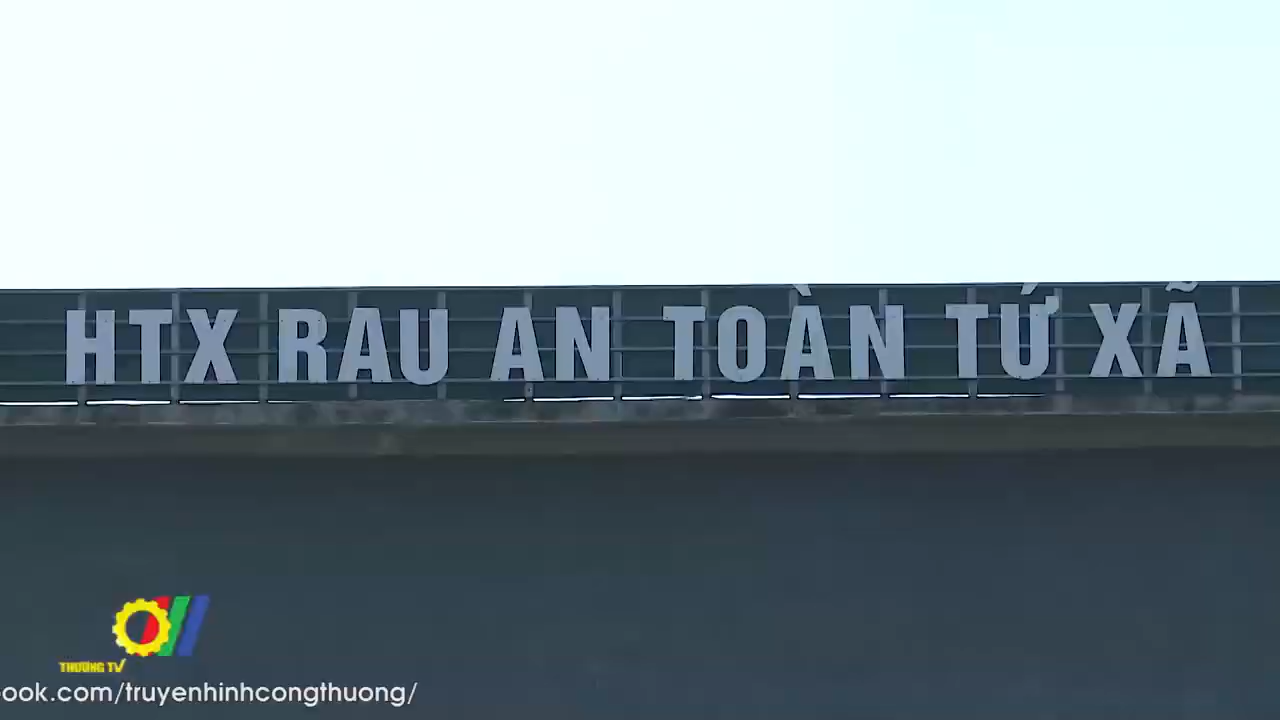 HTX RAU AN TOÀN TỨ XÃ
THƯƠNG TV
ook.com/truyenhinhcongthuong/